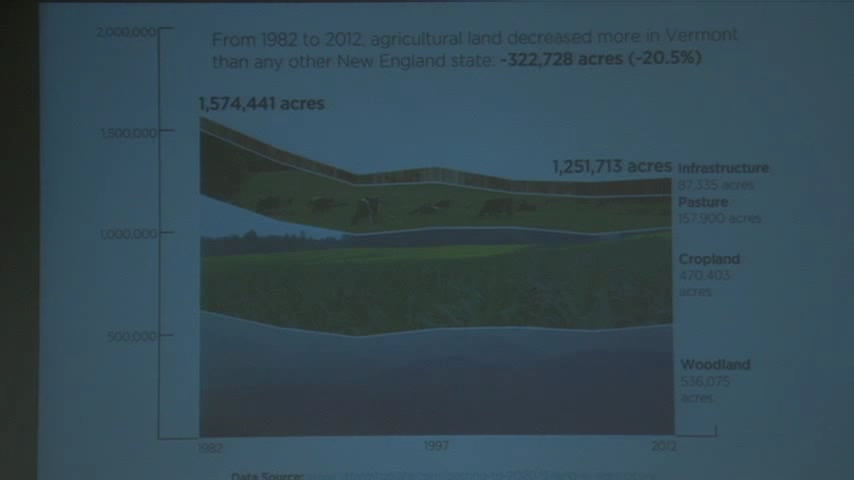 2,000,000
From 1982 to 2012, agricultural land decreased more in Vermont
than any other New England state: -322,728 acres (-20.5%)
1,574,441 acres
1,500,000
1,251,713 acres
Infrastructure
87,335 acres
Pasture
157,900 acres
1,000,000
Cropland
470,403
acres
500,000
Woodland
536,075
acres
1982
1997
2012
Data Source: